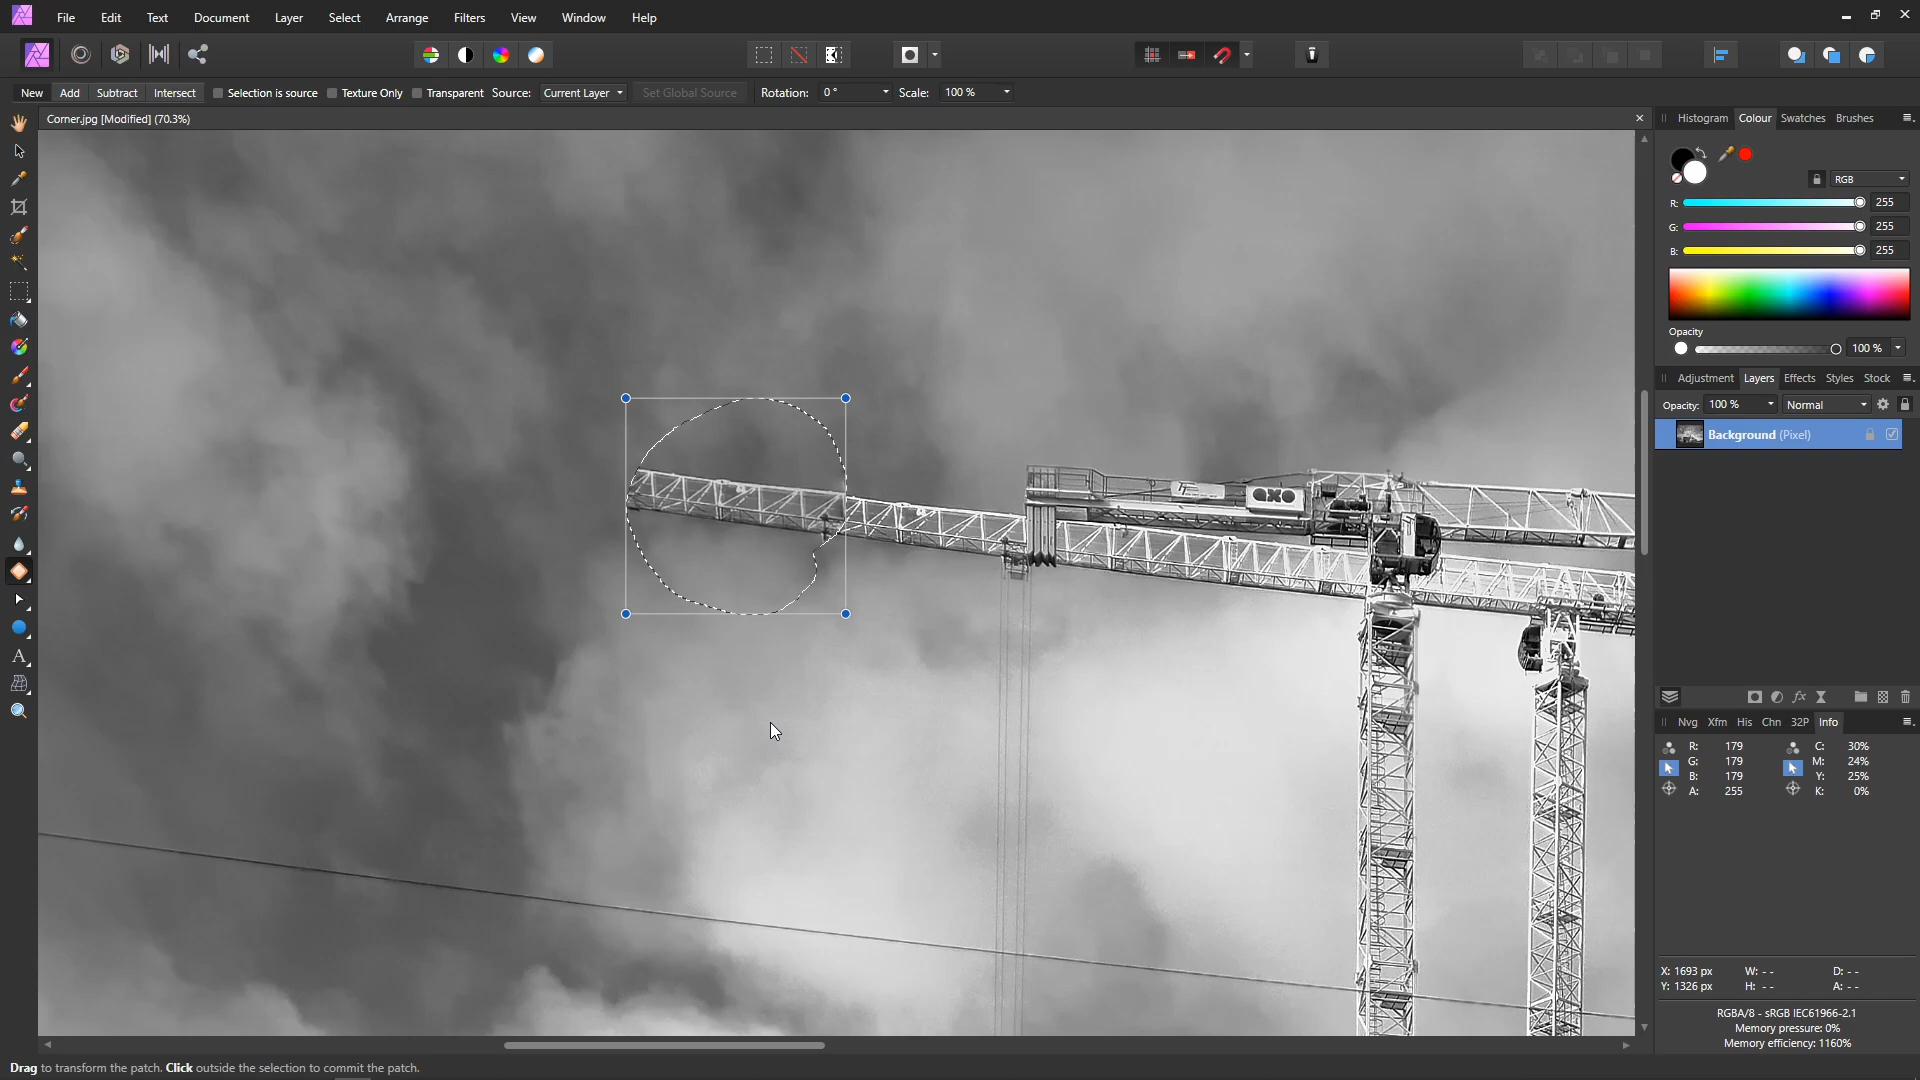 File Edit Text Document Layer Select Arrange Filters View Window Help
New Add Subtract Intersect Selection is source Texture Only Transparent Source: Current Layer Set Global Source Rotation: 0° Scale: 100 %
Corner.jpg [Modified] (70.3%)
Histogram Colour Swatches Brushes
RGB
R: 255
G: 255
B: 255
Opacity
100 %
Adjustment Layers Effects Styles Stock
Opacity: 100 % Normal
Background (Pixel)
fx
Nvg Xfm His Chn 32P Info
R: 179 C: 30%
G: 179 M: 24%
B: 179 Y: 25%
A: 255 K: 0%
X: 1693 px W: - - D: - -
Y: 1326 px H: - - A: - -
RGBA/8 - sRGB IEC61966-2.1
Memory pressure: 0%
Memory efficiency: 1160%
axo
A
Drag to transform the patch. Click outside the selection to commit the patch.